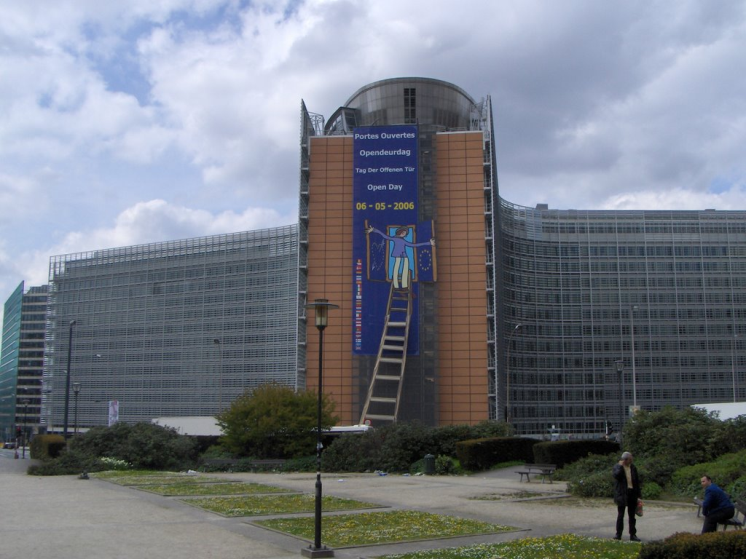 Portes Ouvertes
Opendeurdag
Tag Der Offenen Tür
Open Day
06 - 05 - 2006